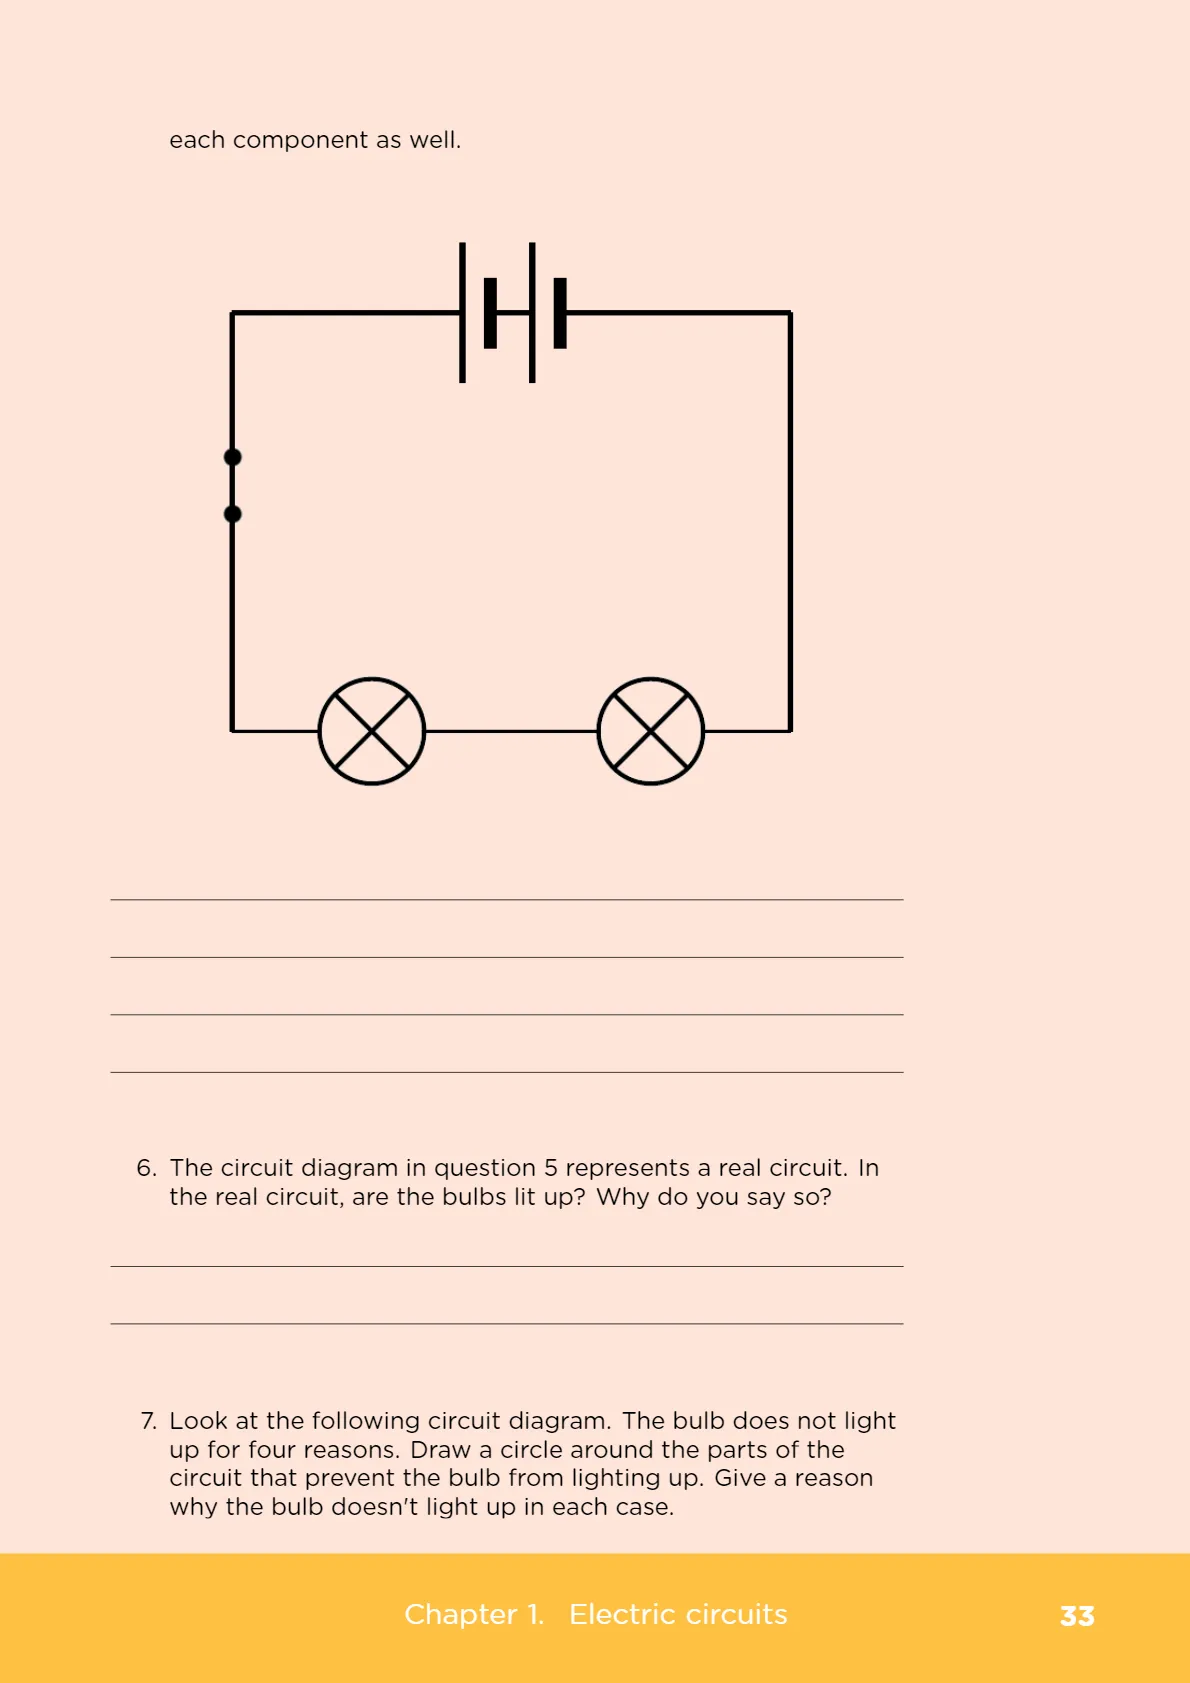 each component as well.
6. The circuit diagram in question 5 represents a real circuit. In
the real circuit, are the bulbs lit up? Why do you say so?
7. Look at the following circuit diagram. The bulb does not light
up for four reasons. Draw a circle around the parts of the
circuit that prevent the bulb from lighting up. Give a reason
why the bulb doesn't light up in each case.
Chapter 1. Electric circuits 33